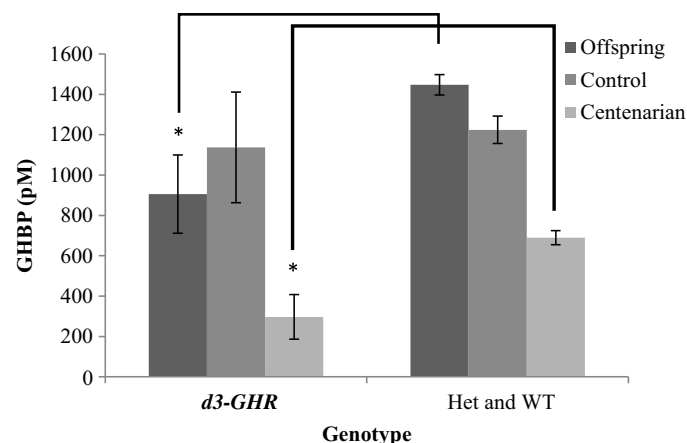 1600
1400
1200
1000
800
600
400
200
0
GHBP (pM)
*
*
Offspring
Control
Centenarian
d3-GHR
Het and WT
Genotype